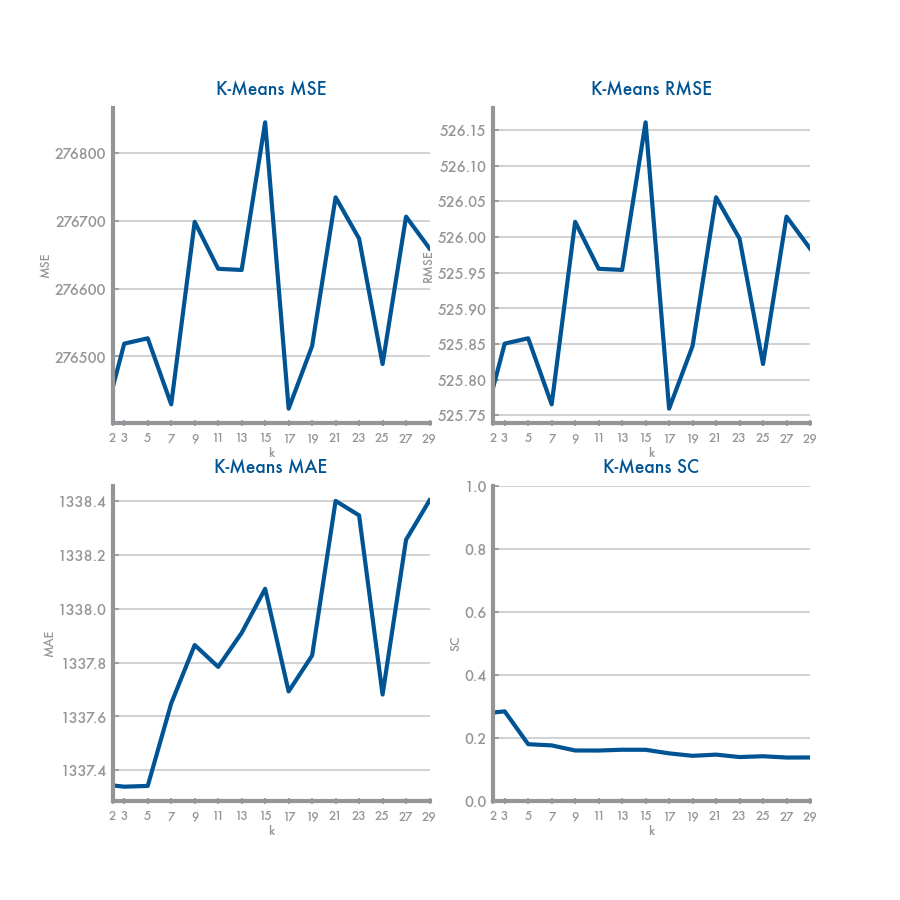 K-Means MSE
276800
276700
276600
276500
MSE
2 3 5 7 9 11 13 15 17 19 21 23 25 27 29
k
K-Means RMSE
526.15
526.10
526.05
526.00
525.95
525.90
525.85
525.80
525.75
RMSE
2 3 5 7 9 11 13 15 17 19 21 23 25 27 29
k
K-Means MAE
1338.4
1338.2
1338.0
1337.8
1337.6
1337.4
MAE
2 3 5 7 9 11 13 15 17 19 21 23 25 27 29
k
K-Means SC
1.0
0.8
0.6
0.4
0.2
0.0
SC
2 3 5 7 9 11 13 15 17 19 21 23 25 27 29
k